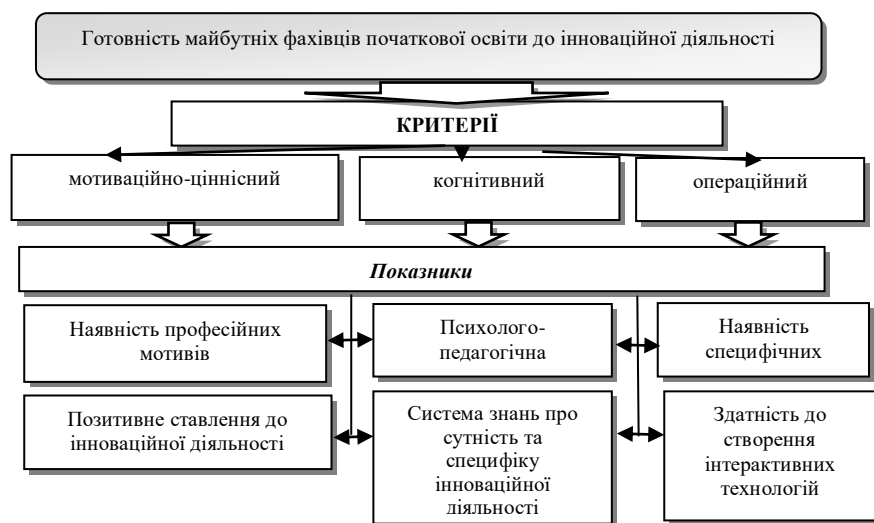 Готовність майбутніх фахівців початкової освіти до інноваційної діяльності
КРИТЕРІЇ
мотиваційно-ціннісний
когнітивний
операційний
Показники
Наявність професійних
мотивів
Психолого-
педагогічна
Наявність
специфічних
Позитивне ставлення до
інноваційної діяльності
Система знань про
сутність та
специфіку
інноваційної
діяльності
Здатність до
створення
інтерактивних
технологій